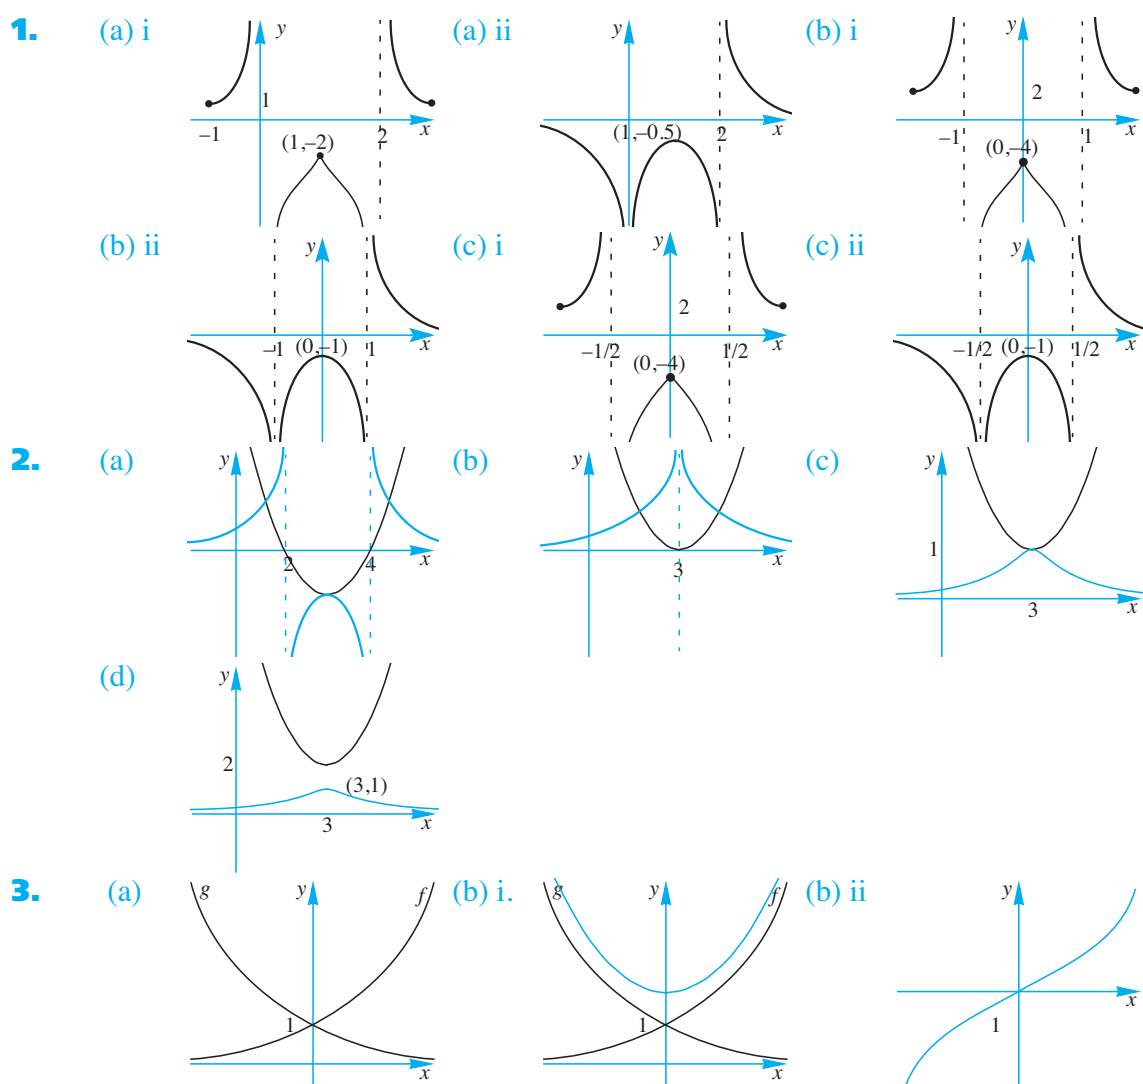 1. (a) i (a) ii (b) i
y y y
1 2
–1 2 x (1,–0.5) 2 x –1 1 x
(1,–2) (0,–4)
(b) ii (c) i (c) ii
y y y
2
–1 (0,–1) 1 x –1/2 1/2 x –1/2 (0,–1) 1/2 x
(0,–4)
2. (a) (b) (c)
y y y
2 4 x 3 x 1
3 x
(d) y
2
(3,1)
3 x
3. (a) g y f (b) i. g y f (b) ii y
1 1 1
x x x